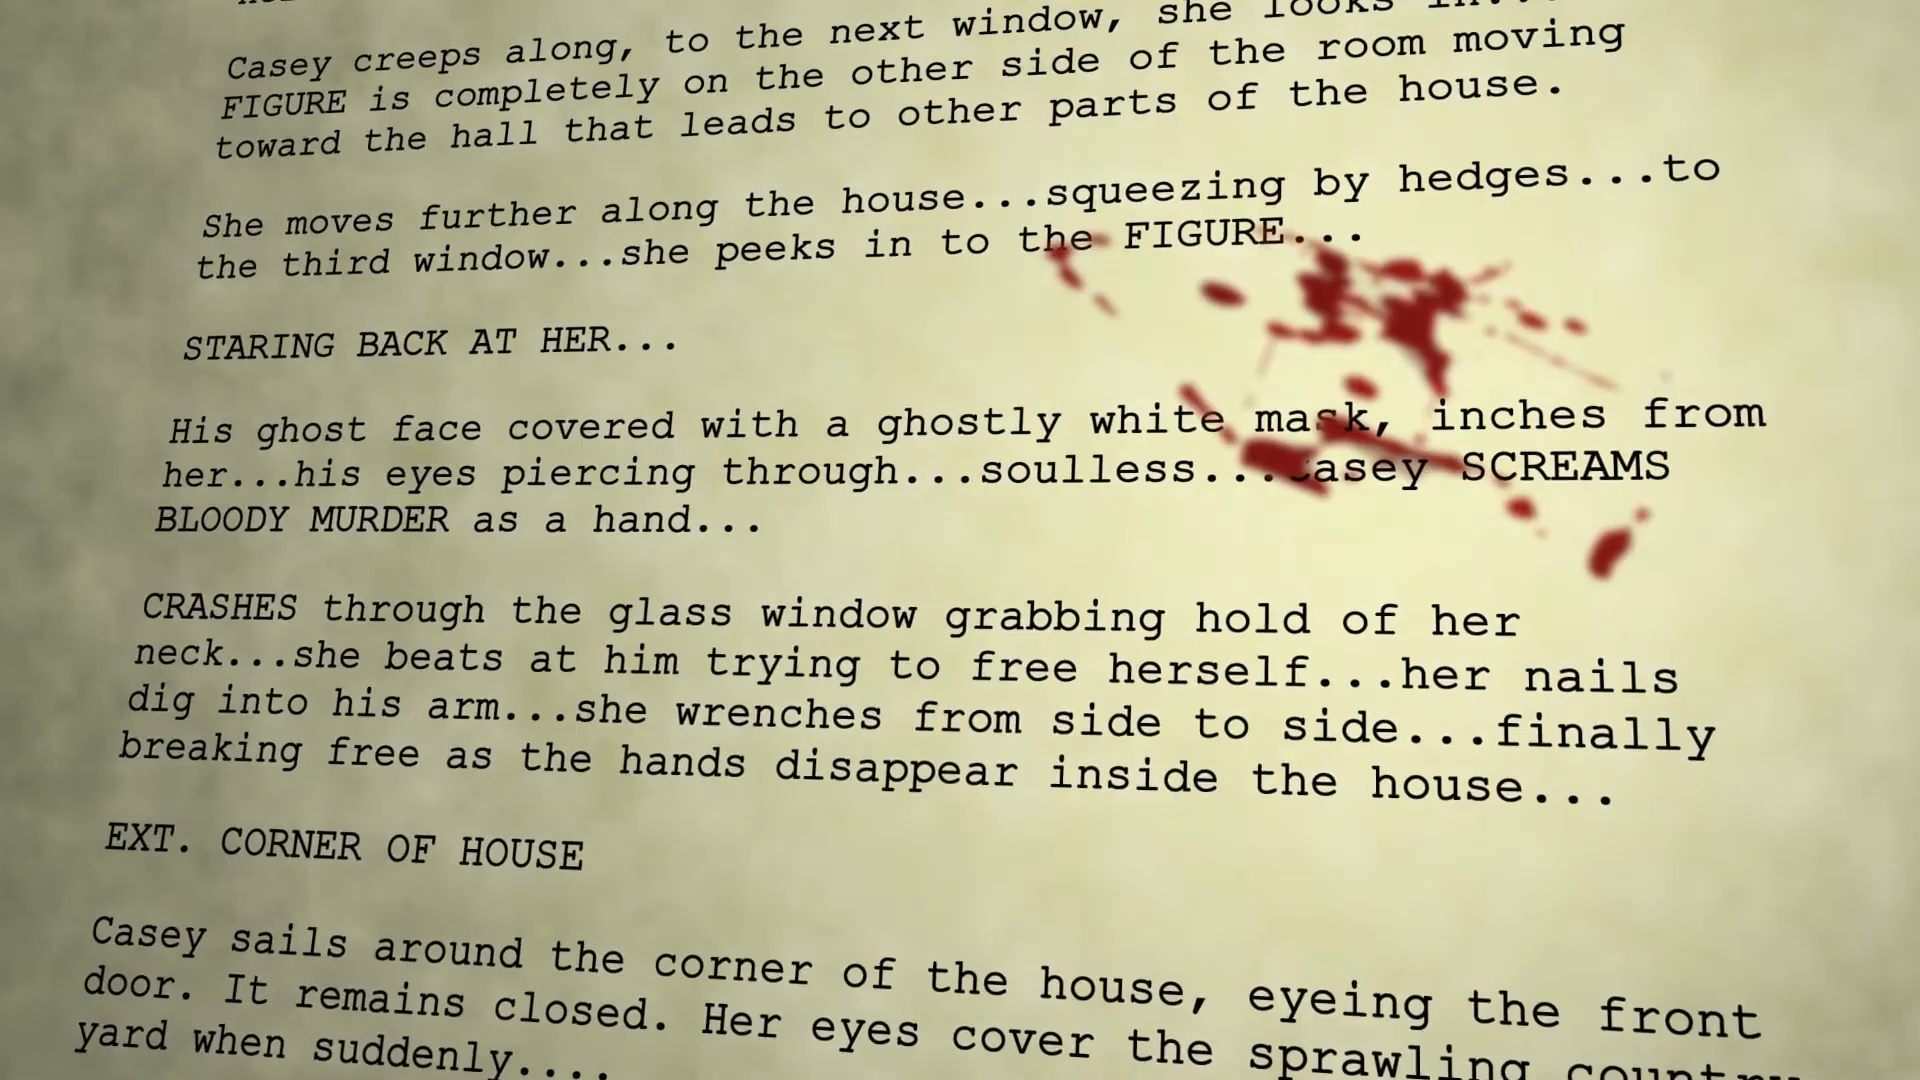 Casey creeps along, to the next window, she looks in...
FIGURE is completely on the other side of the room moving
toward the hall that leads to other parts of the house.
She moves further along the house...squeezing by hedges...to
the third window...she peeks in to the FIGURE...
STARING BACK AT HER...
His ghost face covered with a ghostly white mask, inches from
her...his eyes piercing through...soulless...Casey SCREAMS
BLOODY MURDER as a hand...
CRASHES through the glass window grabbing hold of her
neck...she beats at him trying to free herself...her nails
dig into his arm...she wrenches from side to side...finally
breaking free as the hands disappear inside the house...
EXT. CORNER OF HOUSE
Casey sails around the corner of the house, eyeing the front
door. It remains closed. Her eyes cover the sprawling country
yard when suddenly....